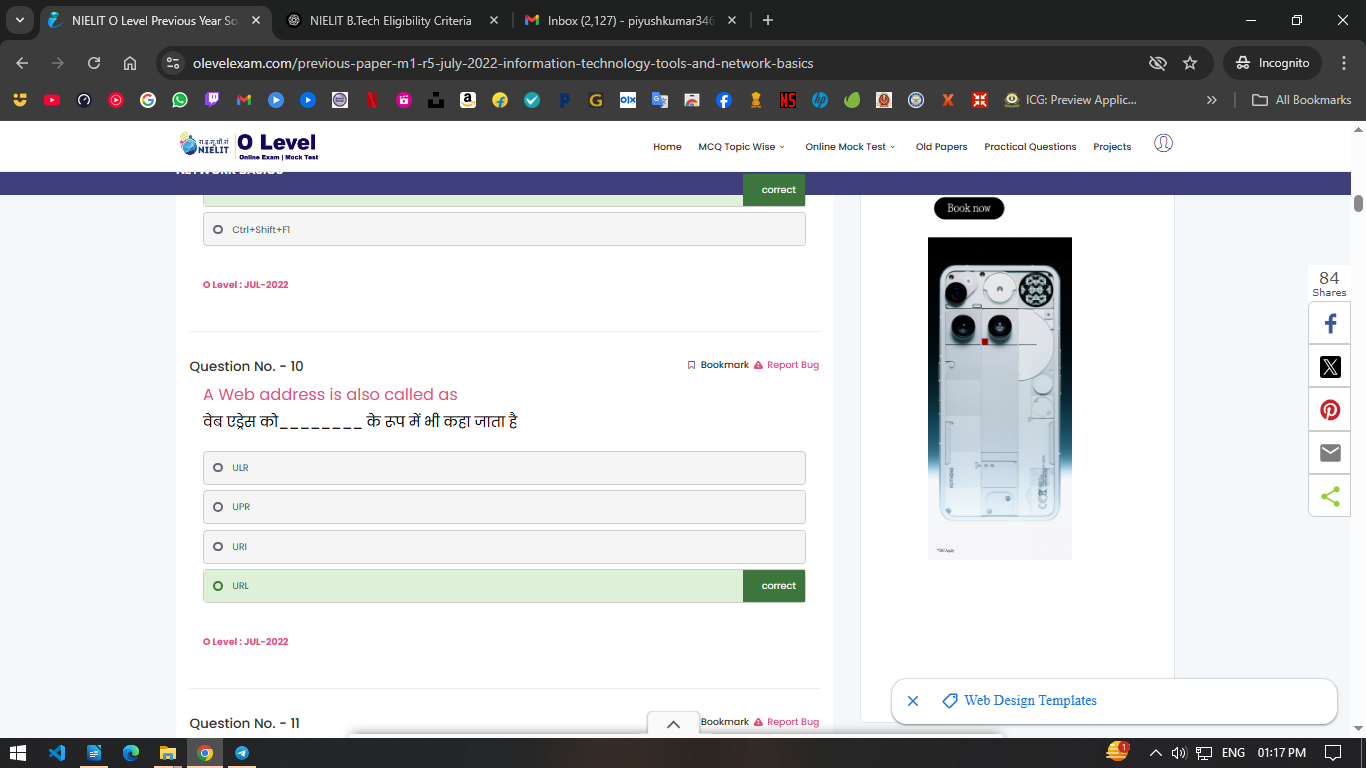 NIELIT O Level Previous Year So
NIELIT B.Tech Eligibility Criteria
Inbox (2,127) - piyushkumar346
olevelexam.com/previous-paper-m1-r5-july-2022-information-technology-tools-and-network-basics
Incognito
ICG: Preview Applic...
All Bookmarks
NIELIT
O Level
Online Exam | Mock Test
Home
MCQ Topic Wise
Online Mock Test
Old Papers
Practical Questions
Projects
NETWORK BASICS
correct
Ctrl+Shift+F1
O Level : JUL-2022
Question No. - 10
Bookmark
Report Bug
A Web address is also called as
वेब एड्रेस को________ के रूप में भी कहा जाता है
ULR
UPR
URI
URL
correct
O Level : JUL-2022
Question No. - 11
Bookmark
Report Bug
Book now
84
Shares
Web Design Templates
ENG
01:17 PM